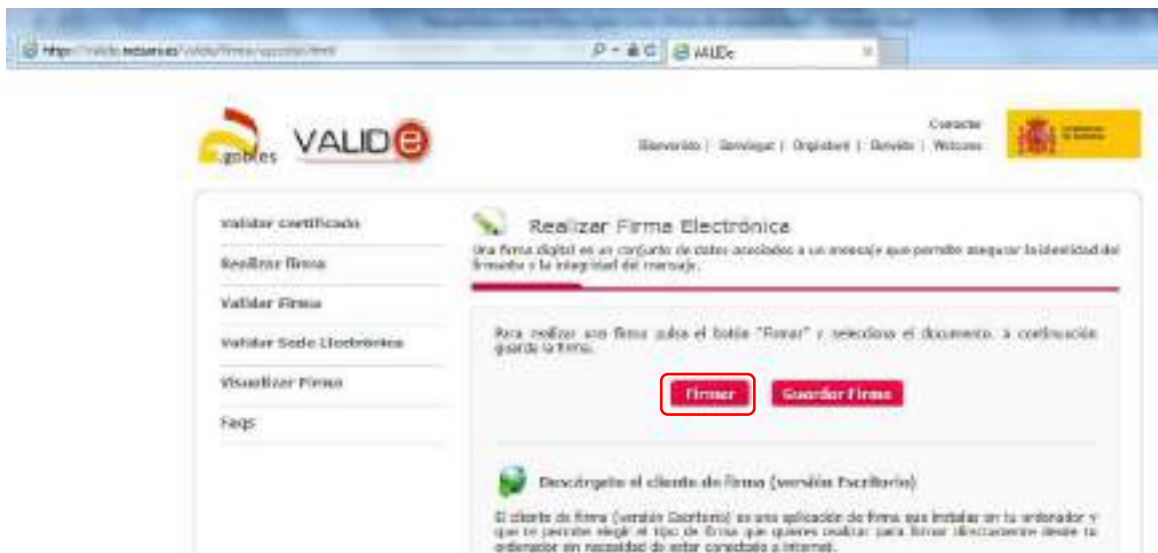 VALIDe
.gob.es VALIDe
Contactar
Bienvenido | Benvingut | Ongietorri | Benvido | Welcome
Validar certificado
Realizar firma
Validar Firma
Validar Sede Electrónica
Visualizar Firma
Faqs
Realizar Firma Electrónica
Una firma digital es un conjunto de datos asociados a un mensaje que permite asegurar la identidad del
firmante y la integridad del mensaje.
Para realizar una firma pulsa el botón "Firmar" y selecciona el documento, a continuación
guarda la firma.
Firmar Guardar Firma
Descárgate el cliente de firma (versión Escritorio)
El cliente de firma (versión Escritorio) es una aplicación de firma que instalas en tu ordenador y
que te permite elegir el tipo de firma que quieres realizar para firmar directamente desde tu
ordenador sin necesidad de estar conectado a internet.